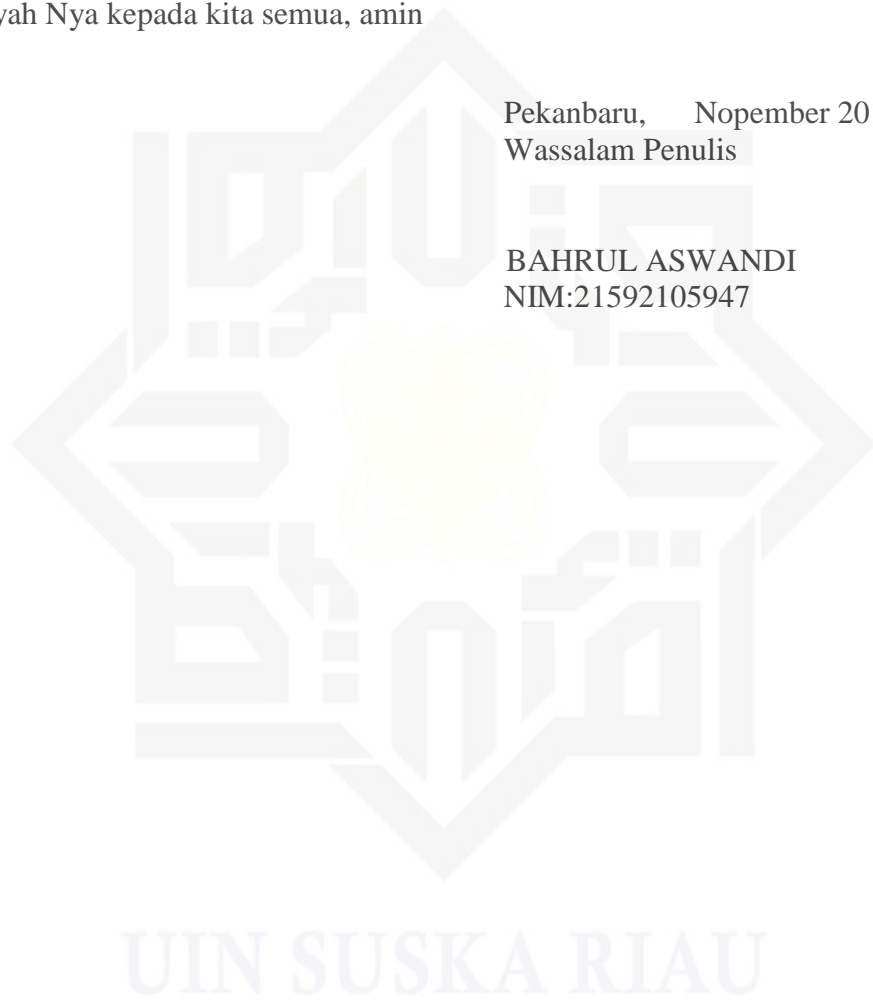 yah Nya kepada kita semua, amin
Pekanbaru, Nopember 20
Wassalam Penulis
BAHRUL ASWANDI
NIM:21592105947
UIN SUSKA RIAU